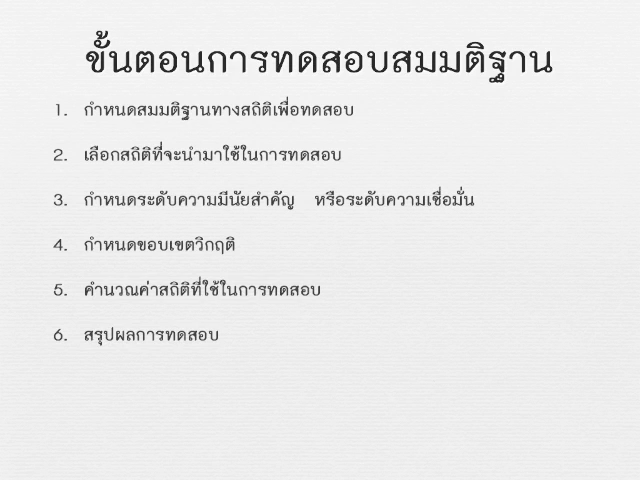 ขั้นตอนการทดสอบสมมติฐาน
1. กำหนดสมมติฐานทางสถิติเพื่อทดสอบ
2. เลือกสถิติที่จะนำมาใช้ในการทดสอบ
3. กำหนดระดับความมีนัยสำคัญ หรือระดับความเชื่อมั่น
4. กำหนดขอบเขตวิกฤติ
5. คำนวณค่าสถิติที่ใช้ในการทดสอบ
6. สรุปผลการทดสอบ